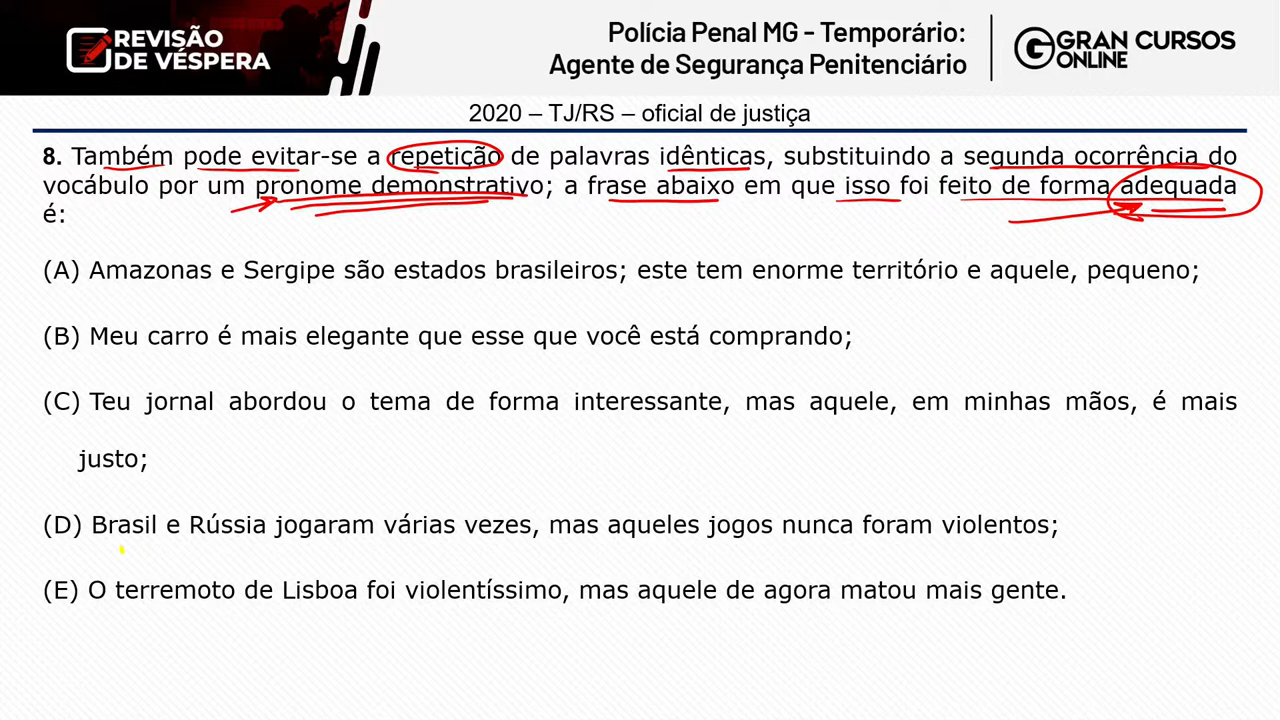 REVISÃO
DE VÉSPERA
Polícia Penal MG - Temporário:
Agente de Segurança Penitenciário
GRAN CURSOS
ONLINE
2020 – TJ/RS – oficial de justiça
8. Também pode evitar-se a repetição de palavras idênticas, substituindo a segunda ocorrência do
vocábulo por um pronome demonstrativo; a frase abaixo em que isso foi feito de forma adequada
é:
(A) Amazonas e Sergipe são estados brasileiros; este tem enorme território e aquele, pequeno;
(B) Meu carro é mais elegante que esse que você está comprando;
(C) Teu jornal abordou o tema de forma interessante, mas aquele, em minhas mãos, é mais
justo;
(D) Brasil e Rússia jogaram várias vezes, mas aqueles jogos nunca foram violentos;
(E) O terremoto de Lisboa foi violentíssimo, mas aquele de agora matou mais gente.